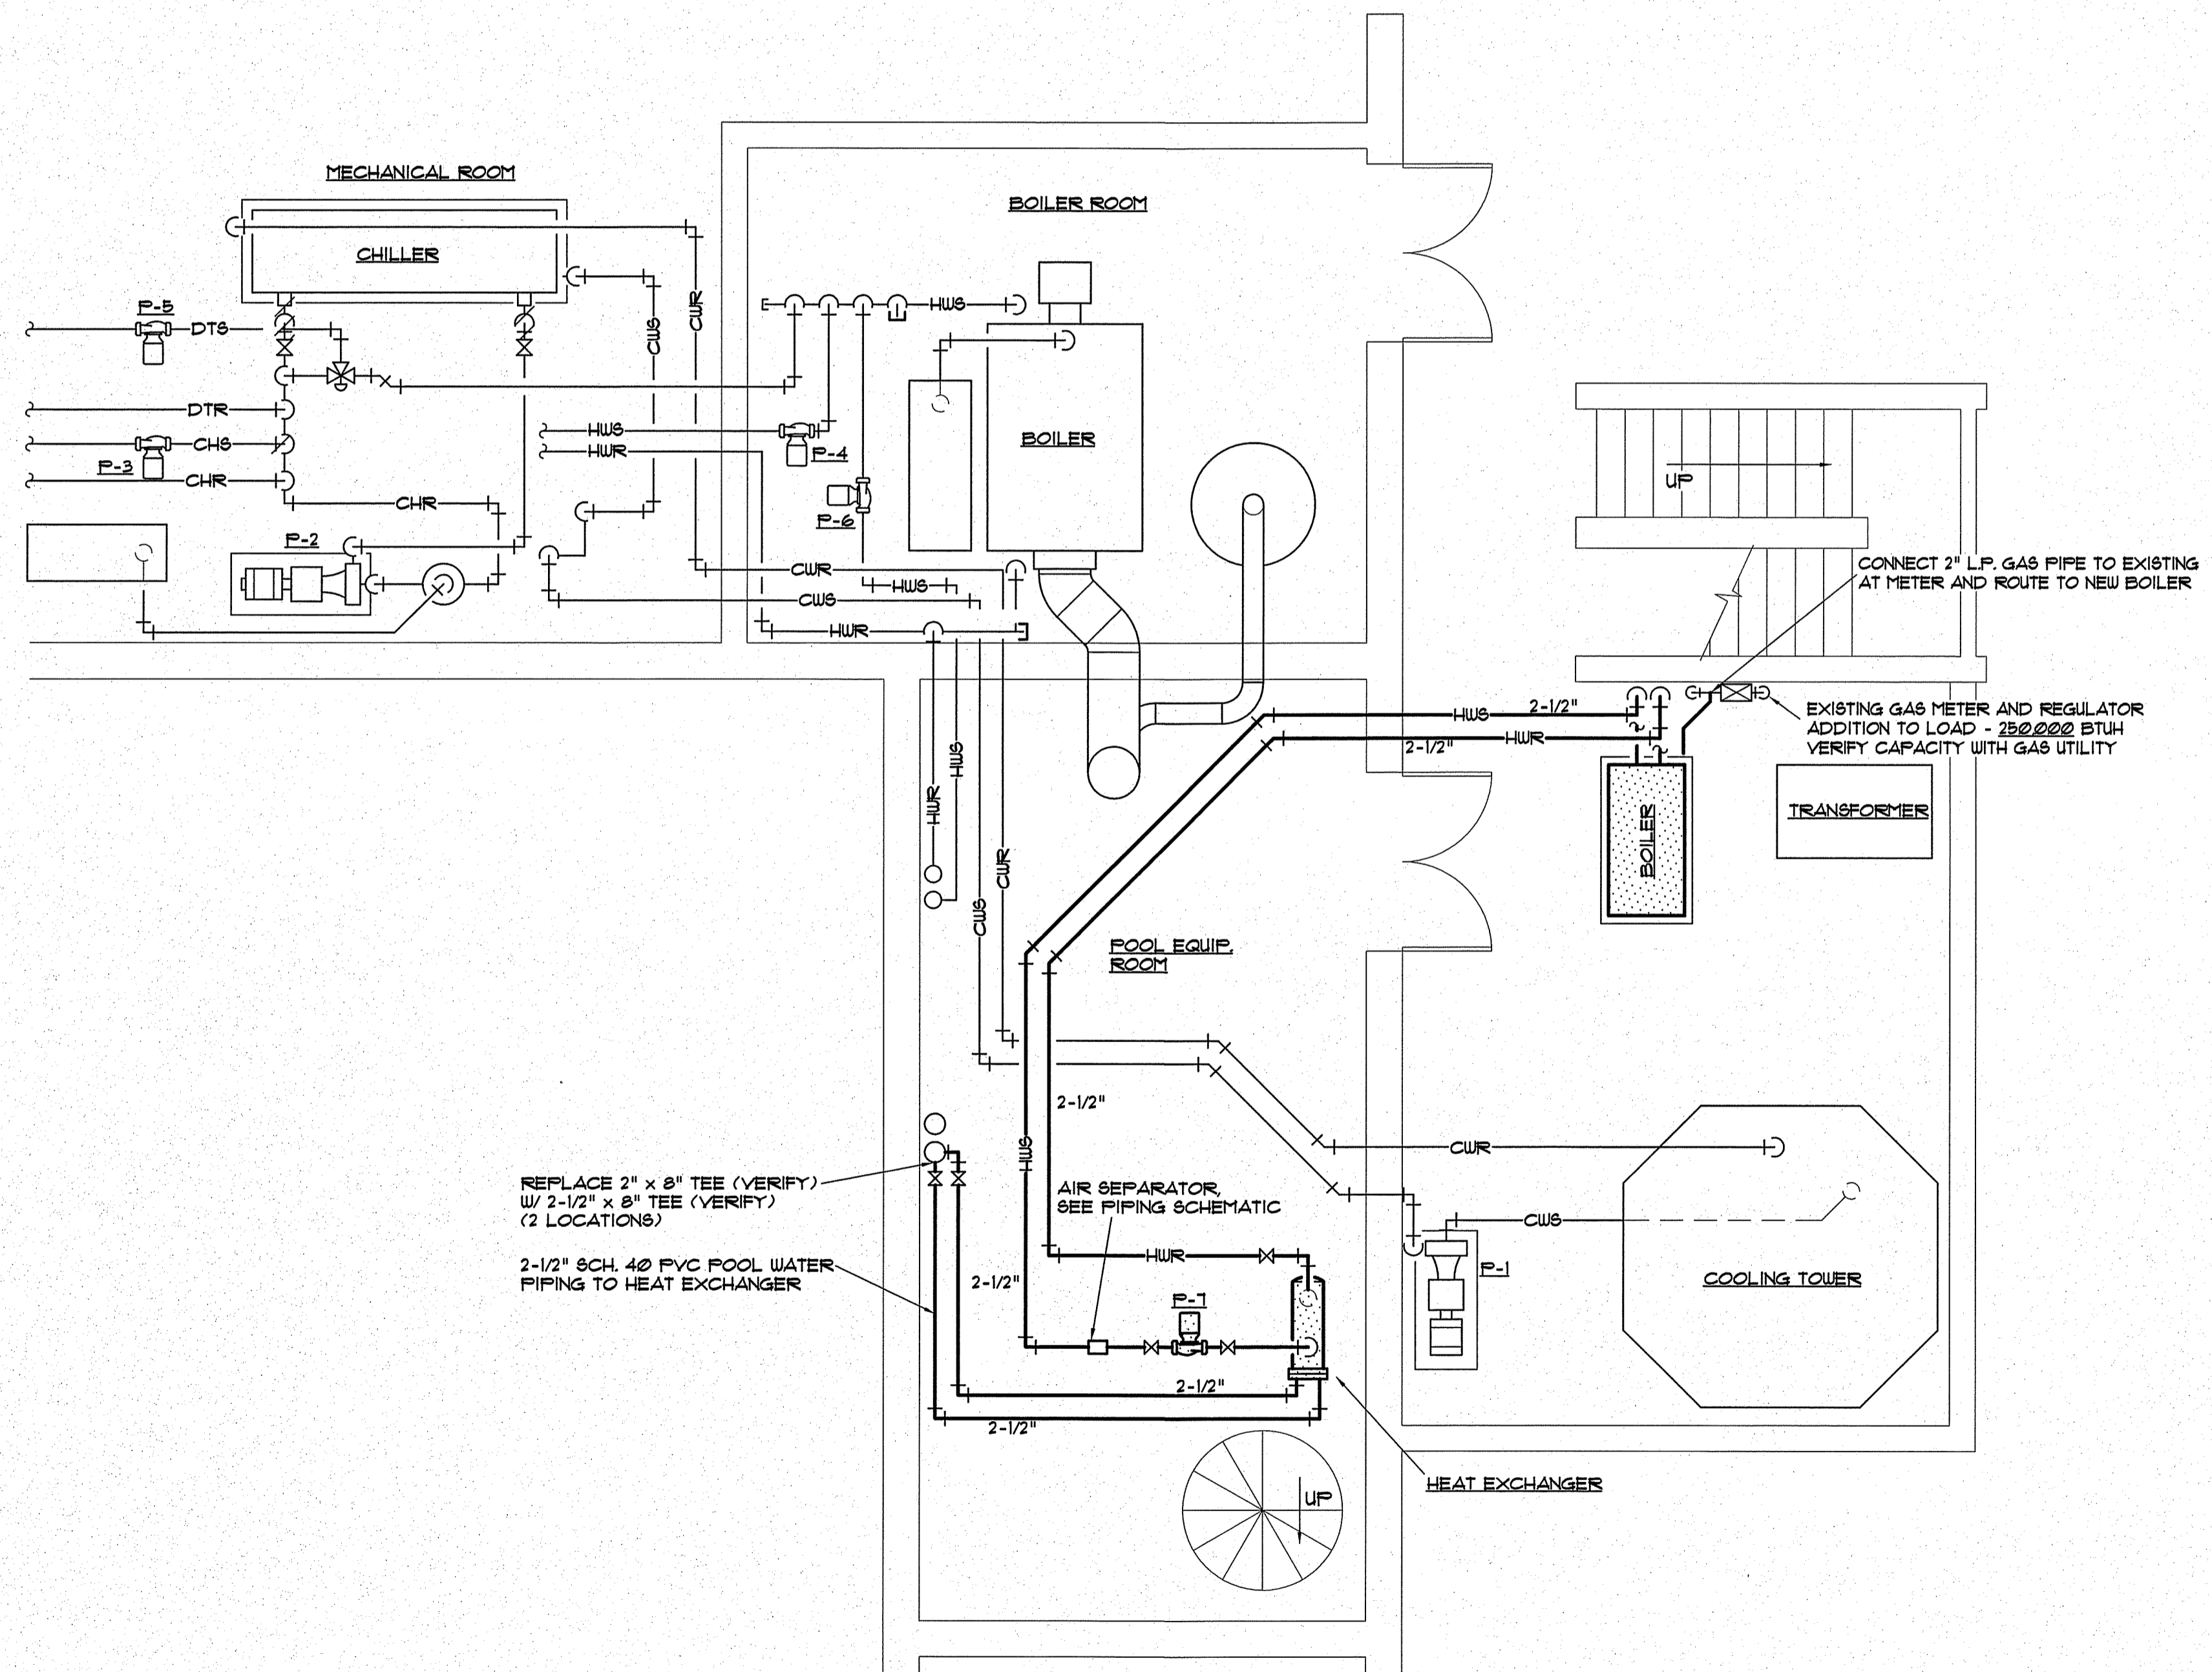 MECHANICAL ROOM
BOILER ROOM
CHILLER
P-5
DTS
CWS
CWR
HWS
DTR
CHS
P-3
CHR
HWS
HWR
P-4
BOILER
P-6
CHR
P-2
CWR
HWS
CWS
HWR
UP
CONNECT 2" L.P. GAS PIPE TO EXISTING
AT METER AND ROUTE TO NEW BOILER
HWS
2-1/2"
2-1/2"
HWR
EXISTING GAS METER AND REGULATOR
ADDITION TO LOAD - 250,000 BTUH
VERIFY CAPACITY WITH GAS UTILITY
HWR
HWS
CWS
CWR
BOILER
TRANSFORMER
POOL EQUIP.
ROOM
2-1/2"
HWS
CWR
REPLACE 2" x 8" TEE (VERIFY)
W/ 2-1/2" x 8" TEE (VERIFY)
(2 LOCATIONS)
AIR SEPARATOR,
SEE PIPING SCHEMATIC
CWS
2-1/2" SCH. 40 PVC POOL WATER
PIPING TO HEAT EXCHANGER
HWR
2-1/2"
P-7
P-1
COOLING TOWER
2-1/2"
2-1/2"
HEAT EXCHANGER
UP